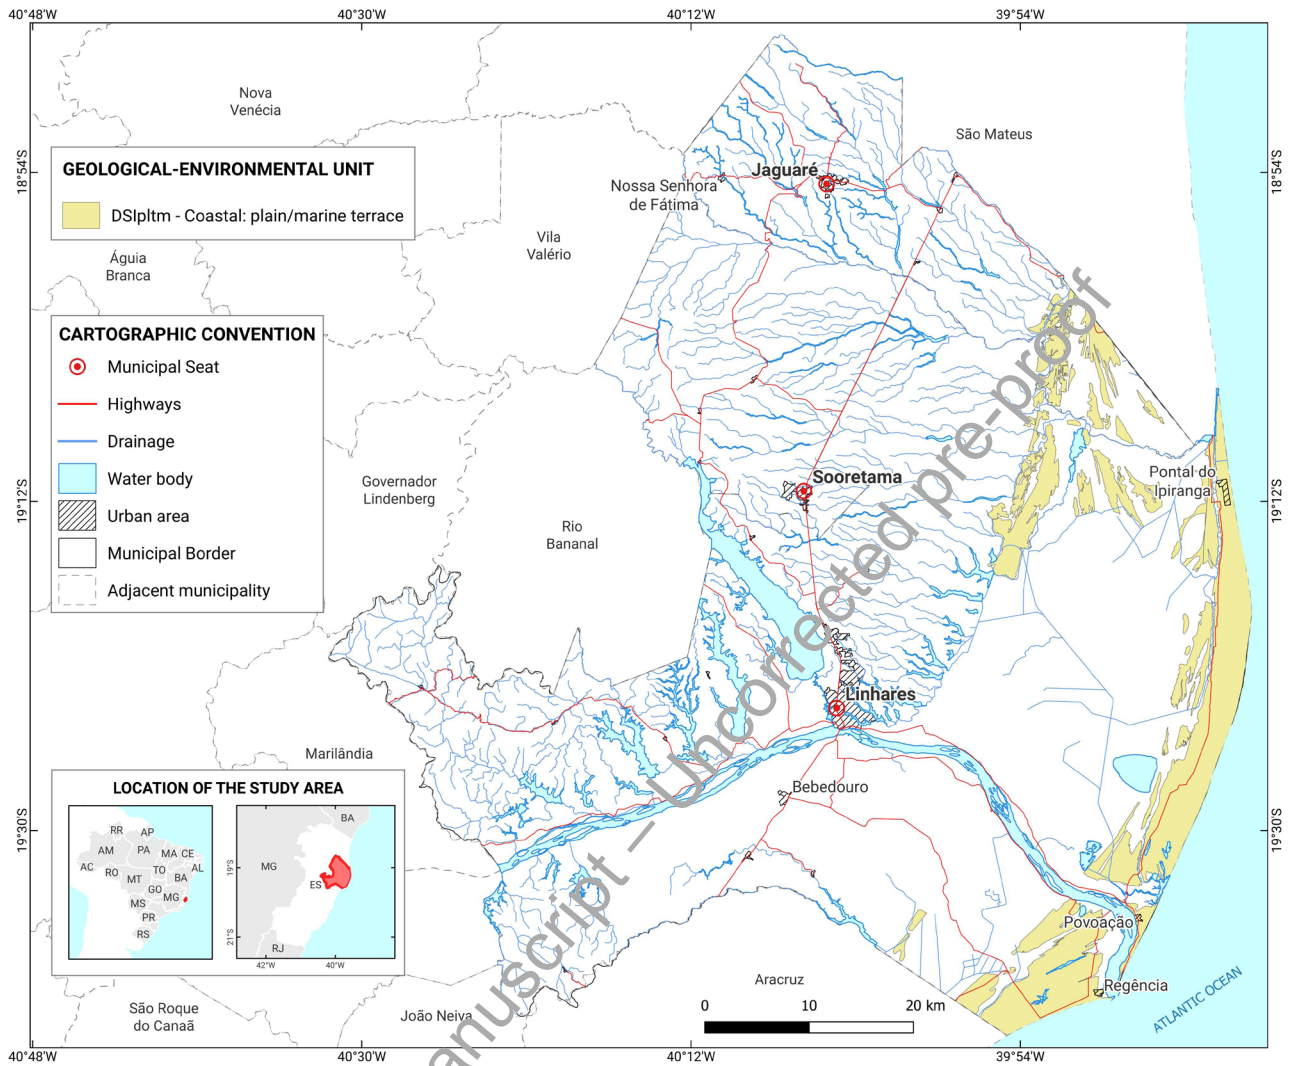 40°48'W
40°30'W
40°12'W
39°54'W
18°54'S
19°12'S
19°30'S
18°54'S
19°12'S
19°30'S
40°48'W
40°30'W
40°12'W
39°54'W
Nova
Venécia
São Mateus
GEOLOGICAL-ENVIRONMENTAL UNIT
DSIpltm - Coastal: plain/marine terrace
Jaguaré
Nossa Senhora
de Fátima
Vila
Valério
Águia
Branca
CARTOGRAPHIC CONVENTION
Municipal Seat
Highways
Drainage
Water body
Urban area
Municipal Border
Adjacent municipality
Governador
Lindenberg
Rio
Bananal
Sooretama
Pontal do
Ipiranga
Linhares
Marilândia
Bebedouro
Povoação
Regência
Aracruz
ATLANTIC OCEAN
São Roque
do Canaã
João Neiva
0 10 20 km
LOCATION OF THE STUDY AREA
RR AP
AM PA MA CE
AC RO TO AL
MT BA
GO
MS MG
PR
RS
BA
MG
ES
RJ
19°S
21°S
42°W 40°W
anuscript – Uncorrected pre-proof